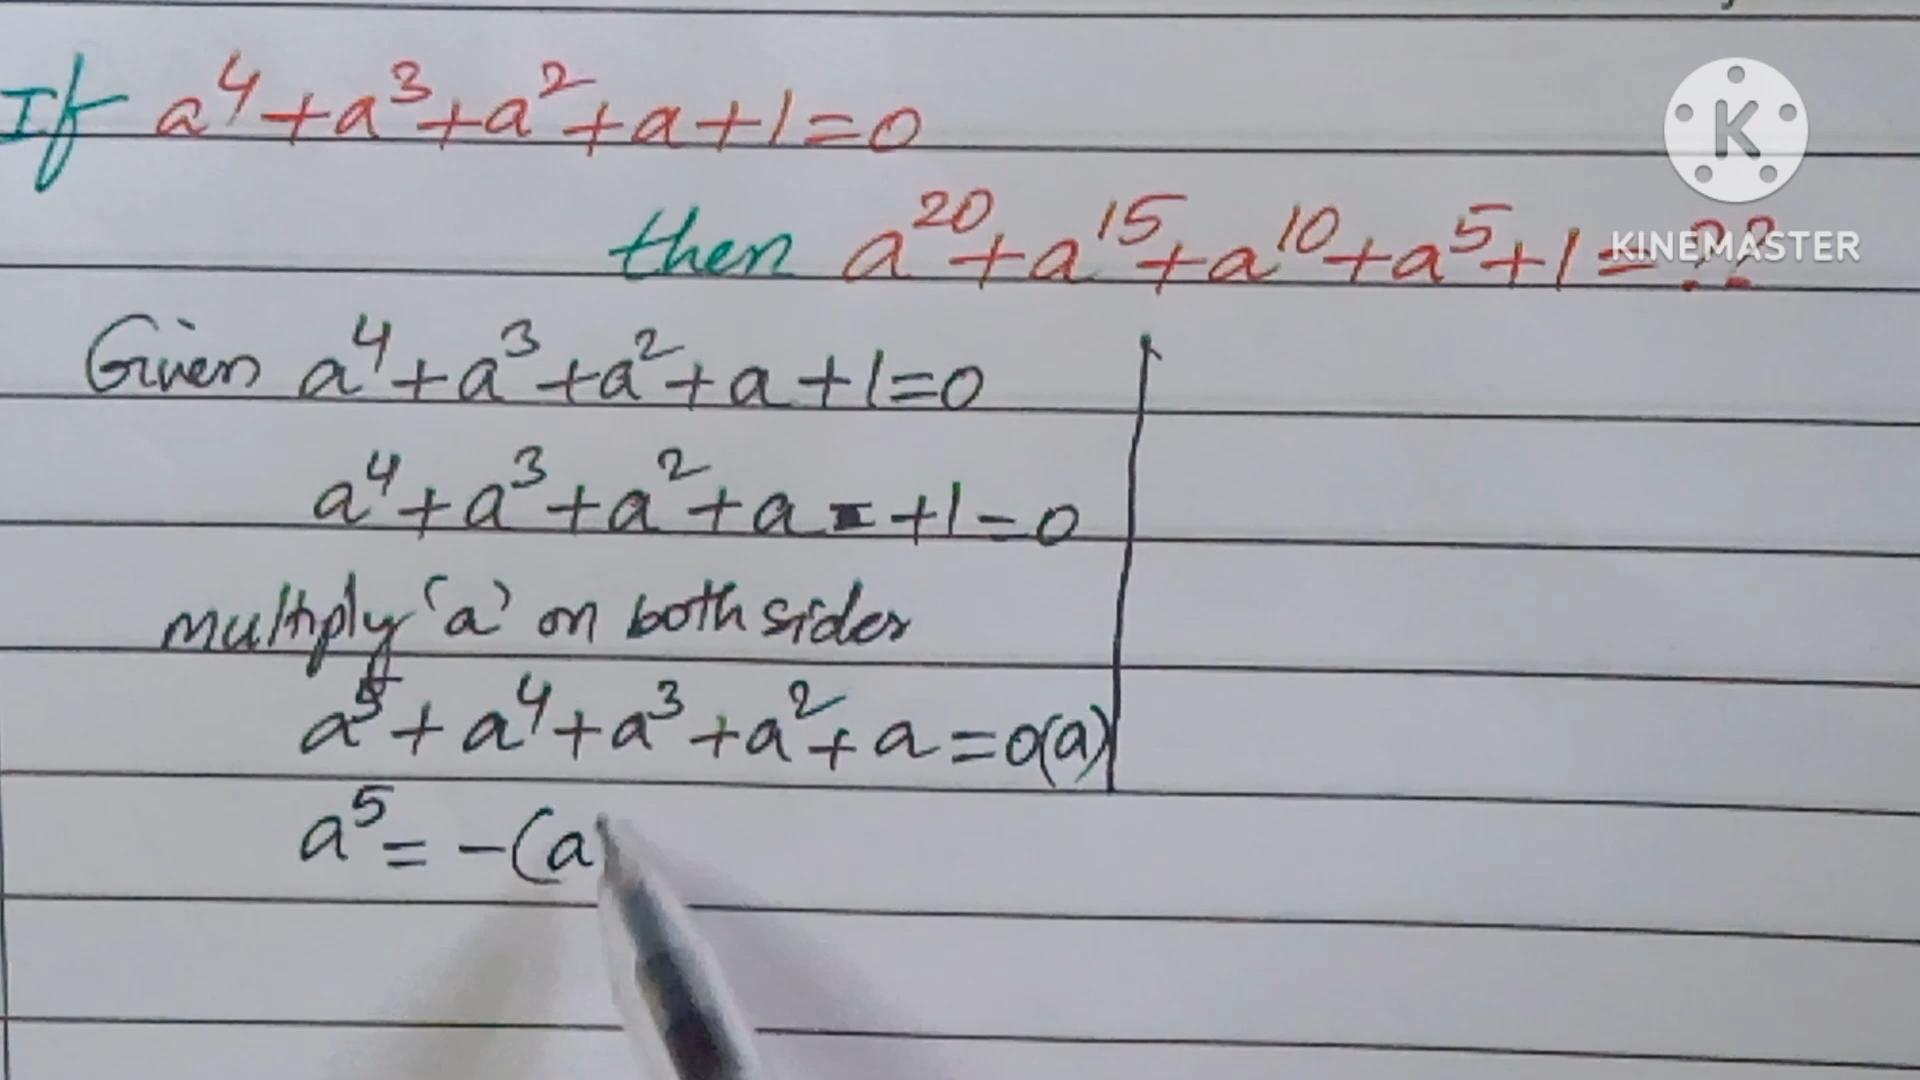 If a⁴+a³+a²+a+1=0
K
then a²⁰+a¹⁵+a¹⁰+a⁵+1=??
KINEMASTER
Given a⁴+a³+a²+a+1=0
a⁴+a³+a²+a +1=0
multiply 'a' on both sides
a⁵+a⁴+a³+a²+a=0(a)
a⁵=-(a